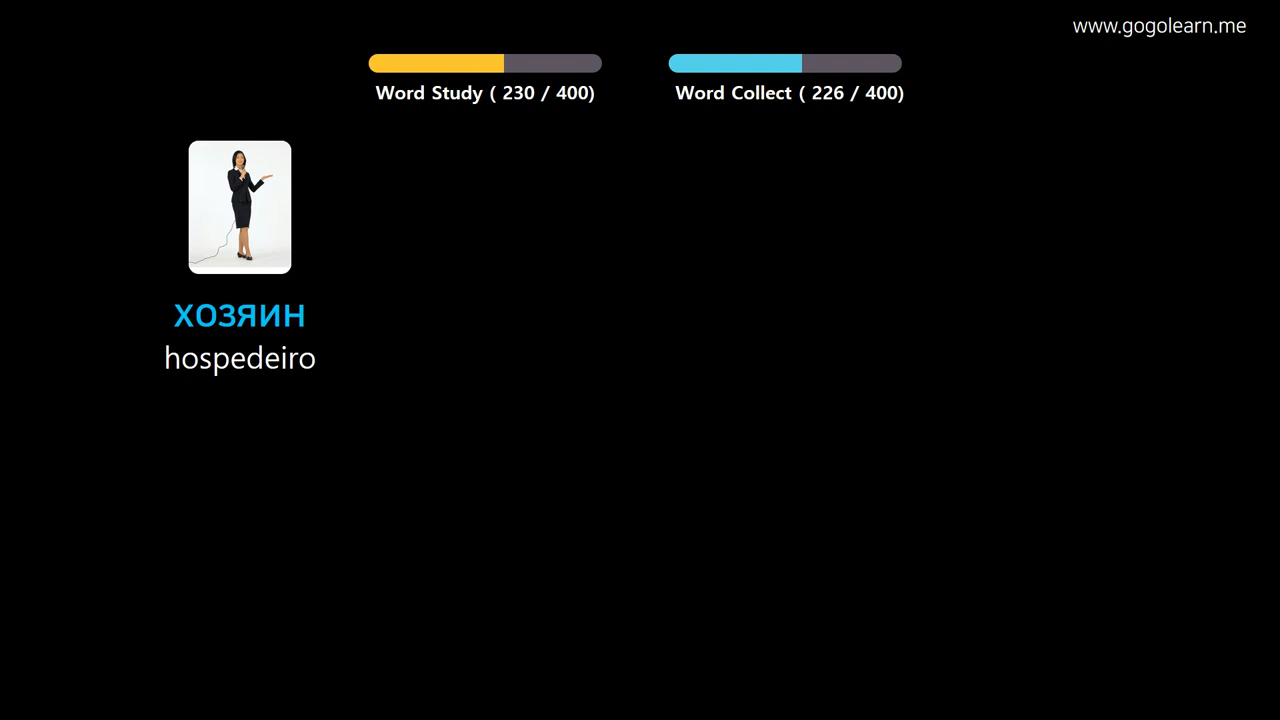 www.gogolearn.me
Word Study ( 230 / 400)
Word Collect ( 226 / 400)
хозяин
hospedeiro